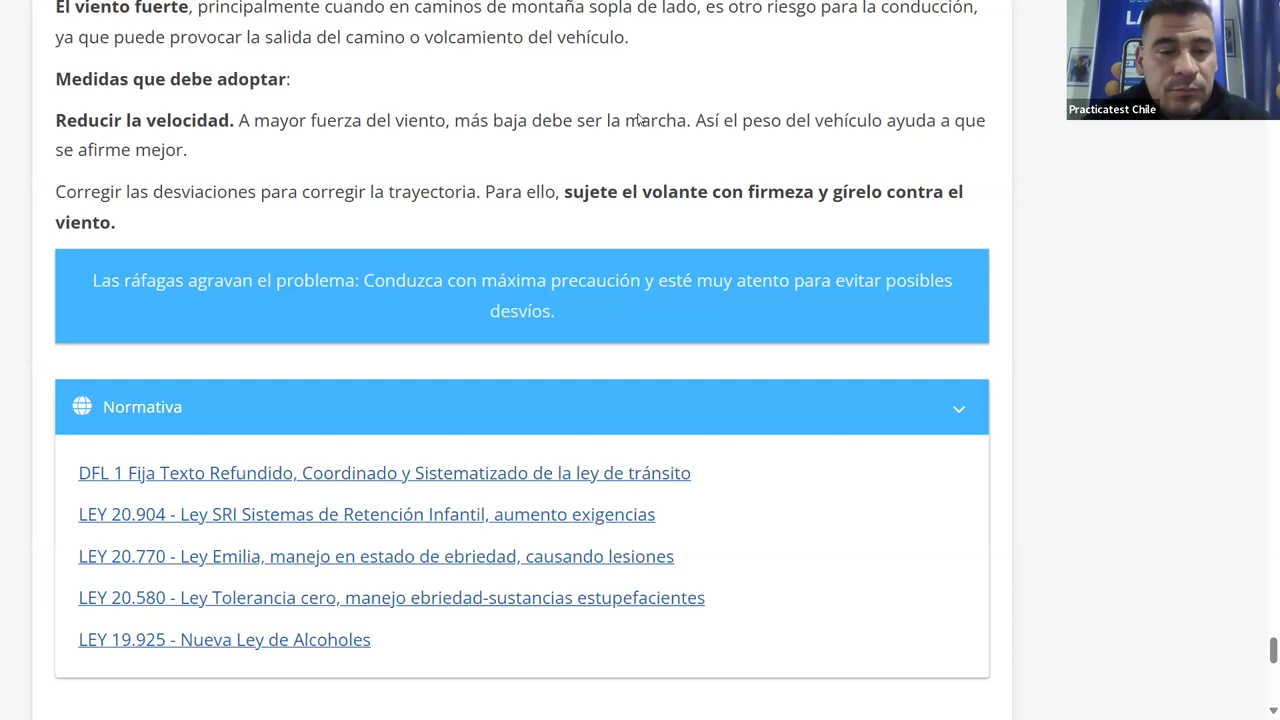 El viento fuerte, principalmente cuando en caminos de montaña sopla de lado, es otro riesgo para la conducción,
ya que puede provocar la salida del camino o volcamiento del vehículo.
Medidas que debe adoptar:
Reducir la velocidad. A mayor fuerza del viento, más baja debe ser la marcha. Así el peso del vehículo ayuda a que
se afirme mejor.
Corregir las desviaciones para corregir la trayectoria. Para ello, sujete el volante con firmeza y gírelo contra el
viento.
Las ráfagas agravan el problema: Conduzca con máxima precaución y esté muy atento para evitar posibles
desvíos.
Normativa
DFL 1 Fija Texto Refundido, Coordinado y Sistematizado de la ley de tránsito
LEY 20.904 - Ley SRI Sistemas de Retención Infantil, aumento exigencias
LEY 20.770 - Ley Emilia, manejo en estado de ebriedad, causando lesiones
LEY 20.580 - Ley Tolerancia cero, manejo ebriedad-sustancias estupefacientes
LEY 19.925 - Nueva Ley de Alcoholes
Practicatest Chile